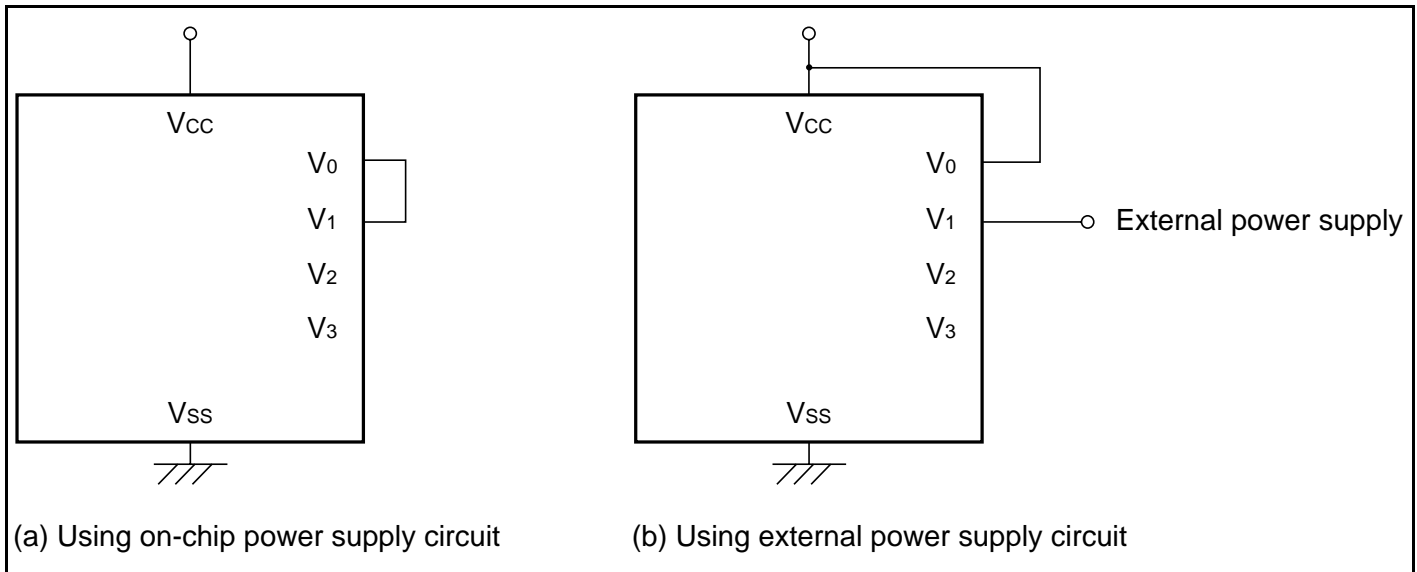 VCC
V0
V1
V2
V3
VSS
(a) Using on-chip power supply circuit
VCC
V0
V1
External power supply
V2
V3
VSS
(b) Using external power supply circuit